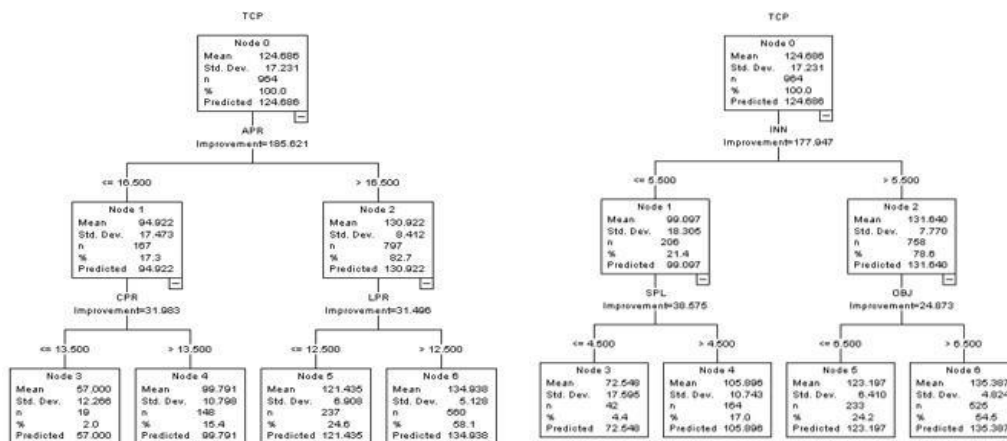 TCP
Node 0
Mean 124.686
Std. Dev. 17.231
n 964
% 100.0
Predicted 124.686
APR
Improvement=185.621
<= 16.500
> 16.500
Node 1
Mean 94.922
Std. Dev. 17.473
n 167
% 17.3
Predicted 94.922
Node 2
Mean 130.922
Std. Dev. 8.412
n 797
% 82.7
Predicted 130.922
CPR
Improvement=31.983
LPR
Improvement=31.496
<= 13.500
> 13.500
<= 12.500
> 12.500
Node 3
Mean 57.000
Std. Dev. 12.266
n 19
% 2.0
Predicted 57.000
Node 4
Mean 99.791
Std. Dev. 10.798
n 148
% 15.4
Predicted 99.791
Node 5
Mean 121.435
Std. Dev. 6.908
n 237
% 24.6
Predicted 121.435
Node 6
Mean 134.938
Std. Dev. 5.128
n 560
% 58.1
Predicted 134.938
TCP
Node 0
Mean 124.686
Std. Dev. 17.231
n 964
% 100.0
Predicted 124.686
INN
Improvement=177.947
<= 5.500
> 5.500
Node 1
Mean 99.097
Std. Dev. 18.305
n 206
% 21.4
Predicted 99.097
Node 2
Mean 131.640
Std. Dev. 7.770
n 758
% 78.6
Predicted 131.640
SPL
Improvement=38.575
OBJ
Improvement=24.873
<= 4.500
> 4.500
<= 6.500
> 6.500
Node 3
Mean 72.548
Std. Dev. 17.595
n 42
% 4.4
Predicted 72.548
Node 4
Mean 105.896
Std. Dev. 10.743
n 164
% 17.0
Predicted 105.896
Node 5
Mean 123.197
Std. Dev. 6.410
n 233
% 24.2
Predicted 123.197
Node 6
Mean 135.387
Std. Dev. 4.824
n 525
% 54.5
Predicted